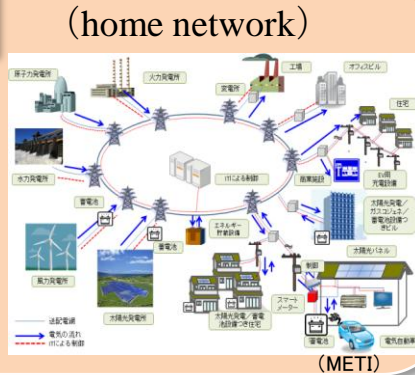 （home network）
原子力発電所
火力発電所
変電所
工場
オフィスビル
住宅
水力発電所
ITによる制御
商業施設
EV用
充電設備
蓄電池
蓄電池
エネルギー
貯蔵設備
太陽光発電／
ガスコジェネ／
蓄電池設備つ
きビル
風力発電所
太陽光発電所
太陽光発電／蓄電
池設備つき住宅
制御
太陽光パネル
スマート
メーター
蓄電池
電気自動車
送配電網
電気の流れ
ITによる制御
（METI）